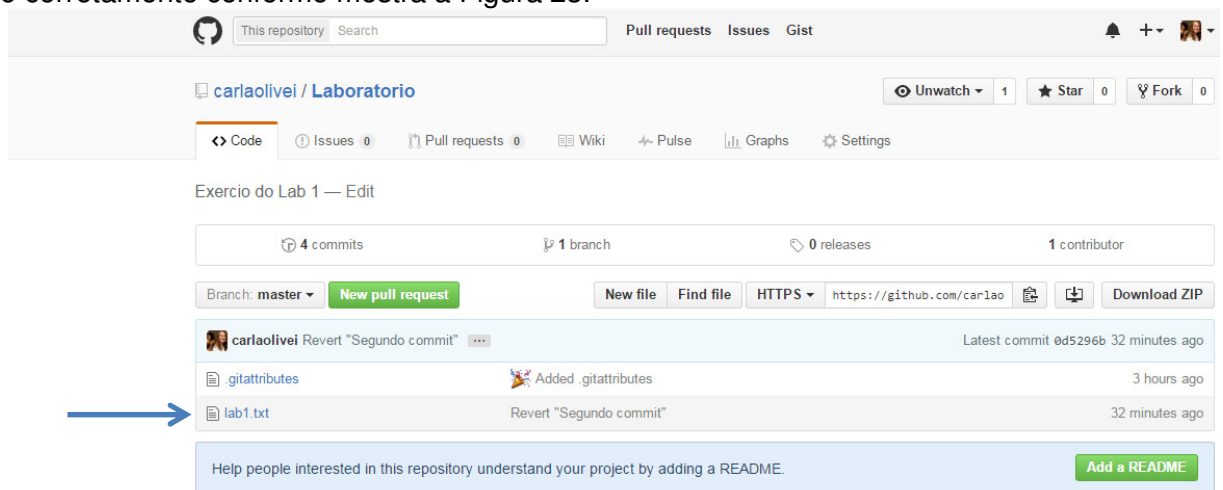 o corretamente conforme mostra a Figura
This repository Search Pull requests Issues Gist
carlaolivei / Laboratorio Unwatch 1 Star 0 Fork 0
Code Issues 0 Pull requests 0 Wiki Pulse Graphs Settings
Exercio do Lab 1 — Edit
4 commits 1 branch 0 releases 1 contributor
Branch: master New pull request New file Find file HTTPS https://github.com/carlao Download ZIP
carlaolivei Revert "Segundo commit" ... Latest commit 0d5296b 32 minutes ago
.gitattributes Added .gitattributes 3 hours ago
lab1.txt Revert "Segundo commit" 32 minutes ago
Help people interested in this repository understand your project by adding a README. Add a README